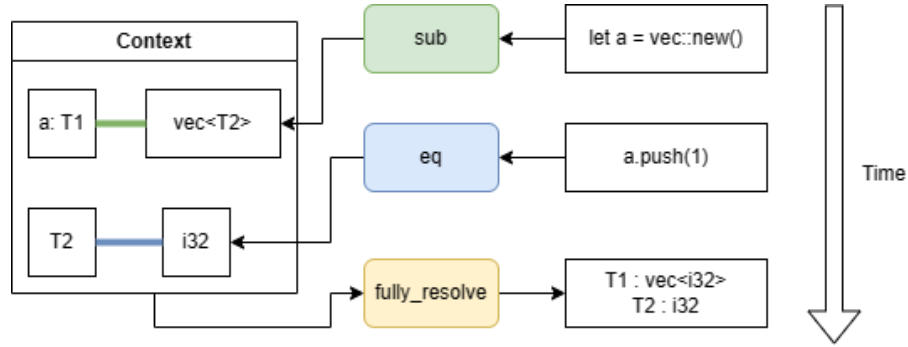 Context
sub
let a = vec::new()
a: T1
vec<T2>
eq
a.push(1)
Time
T2
i32
fully_resolve
T1 : vec<i32>
T2 : i32